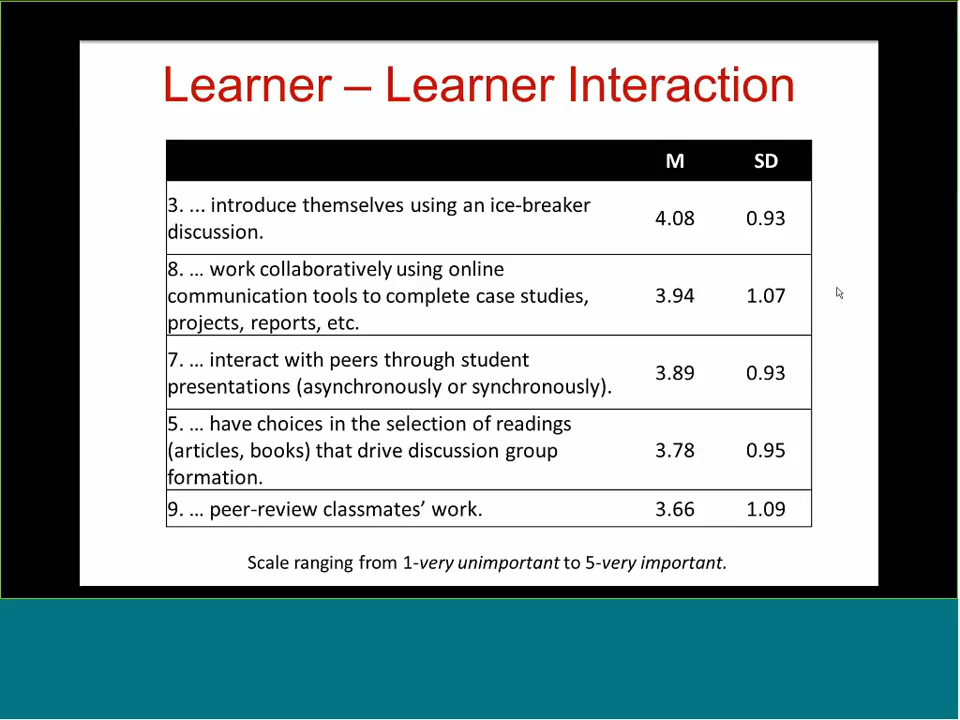 Learner – Learner Interaction
M SD
3. ... introduce themselves using an ice-breaker
discussion.
4.08 0.93
8. … work collaboratively using online
communication tools to complete case studies,
projects, reports, etc.
3.94 1.07
7. … interact with peers through student
presentations (asynchronously or synchronously).
3.89 0.93
5. … have choices in the selection of readings
(articles, books) that drive discussion group
formation.
3.78 0.95
9. … peer-review classmates’ work. 3.66 1.09
Scale ranging from 1-very unimportant to 5-very important.